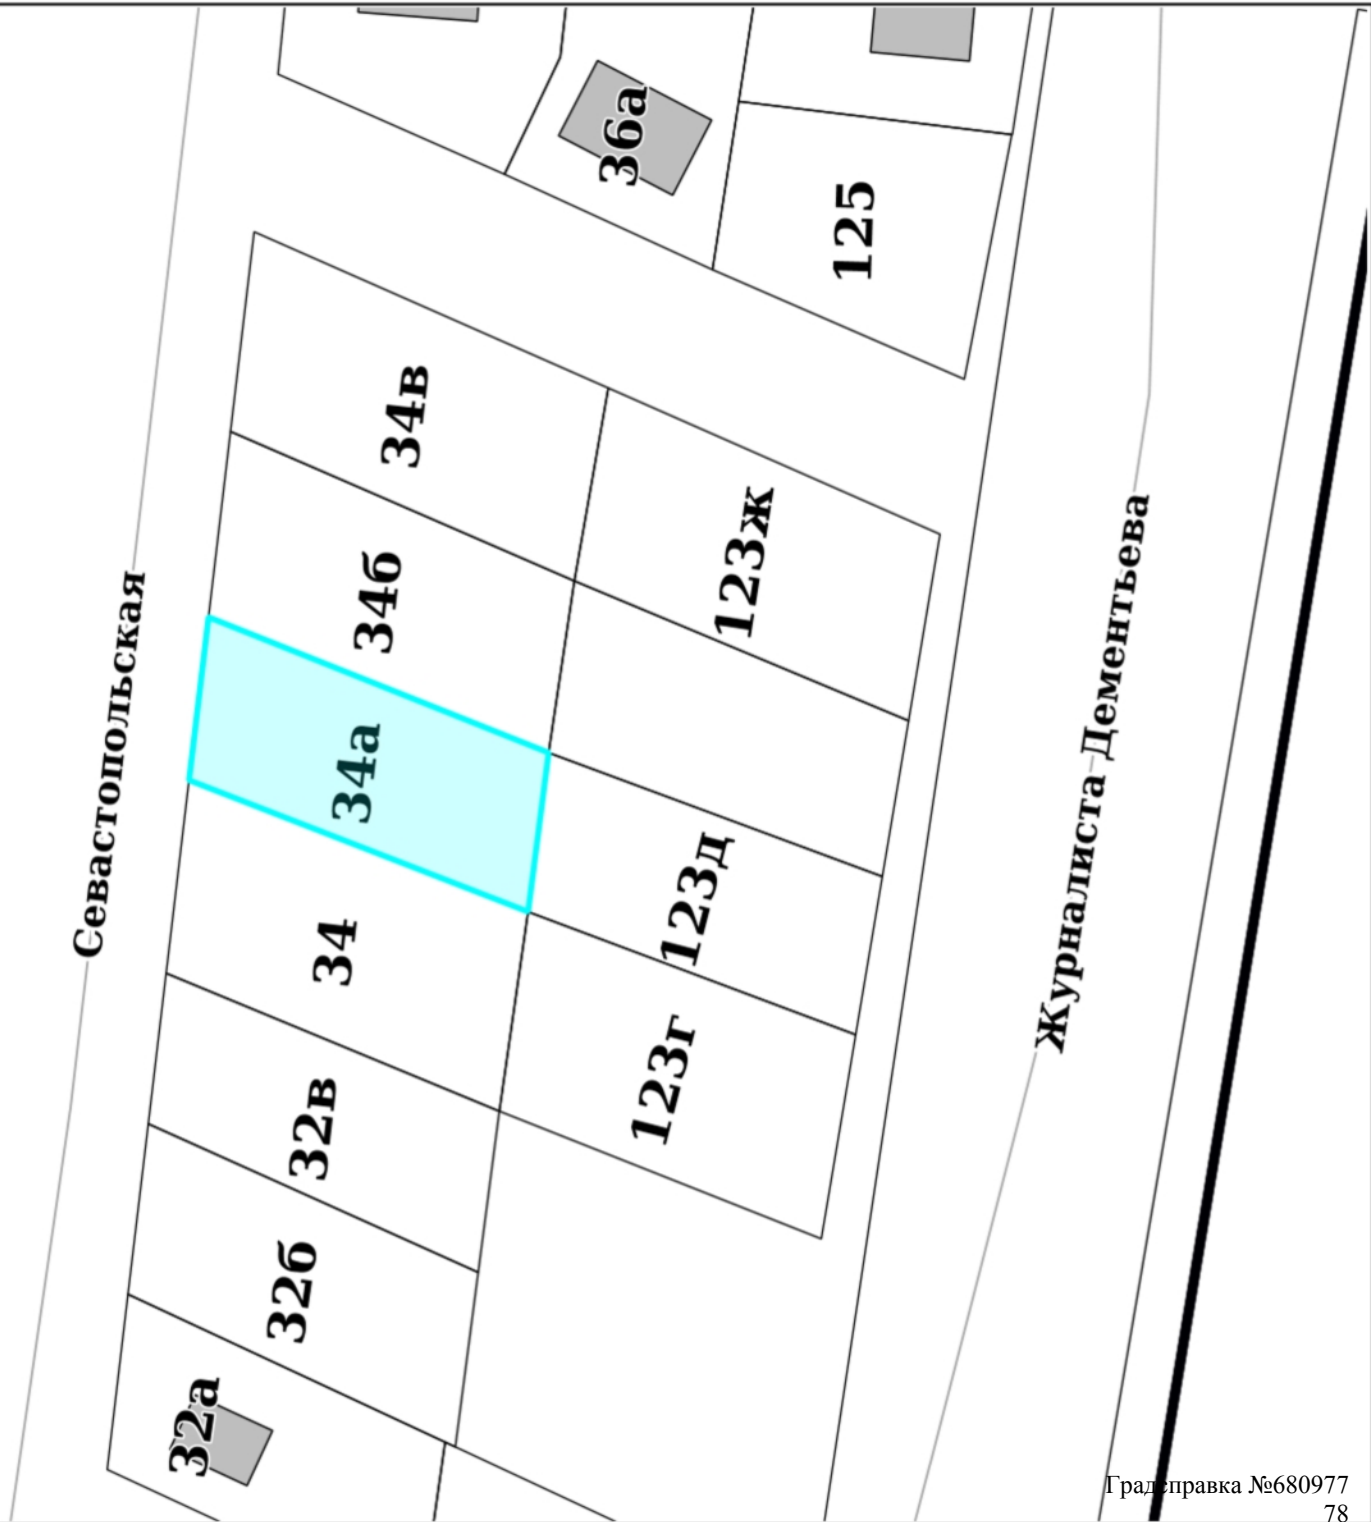 36а
125
34в
123ж
34б
Севастопольская
34а
Журналиста Дементьева
123д
34
123г
32в
32б
32а
Градсправка №680977
78